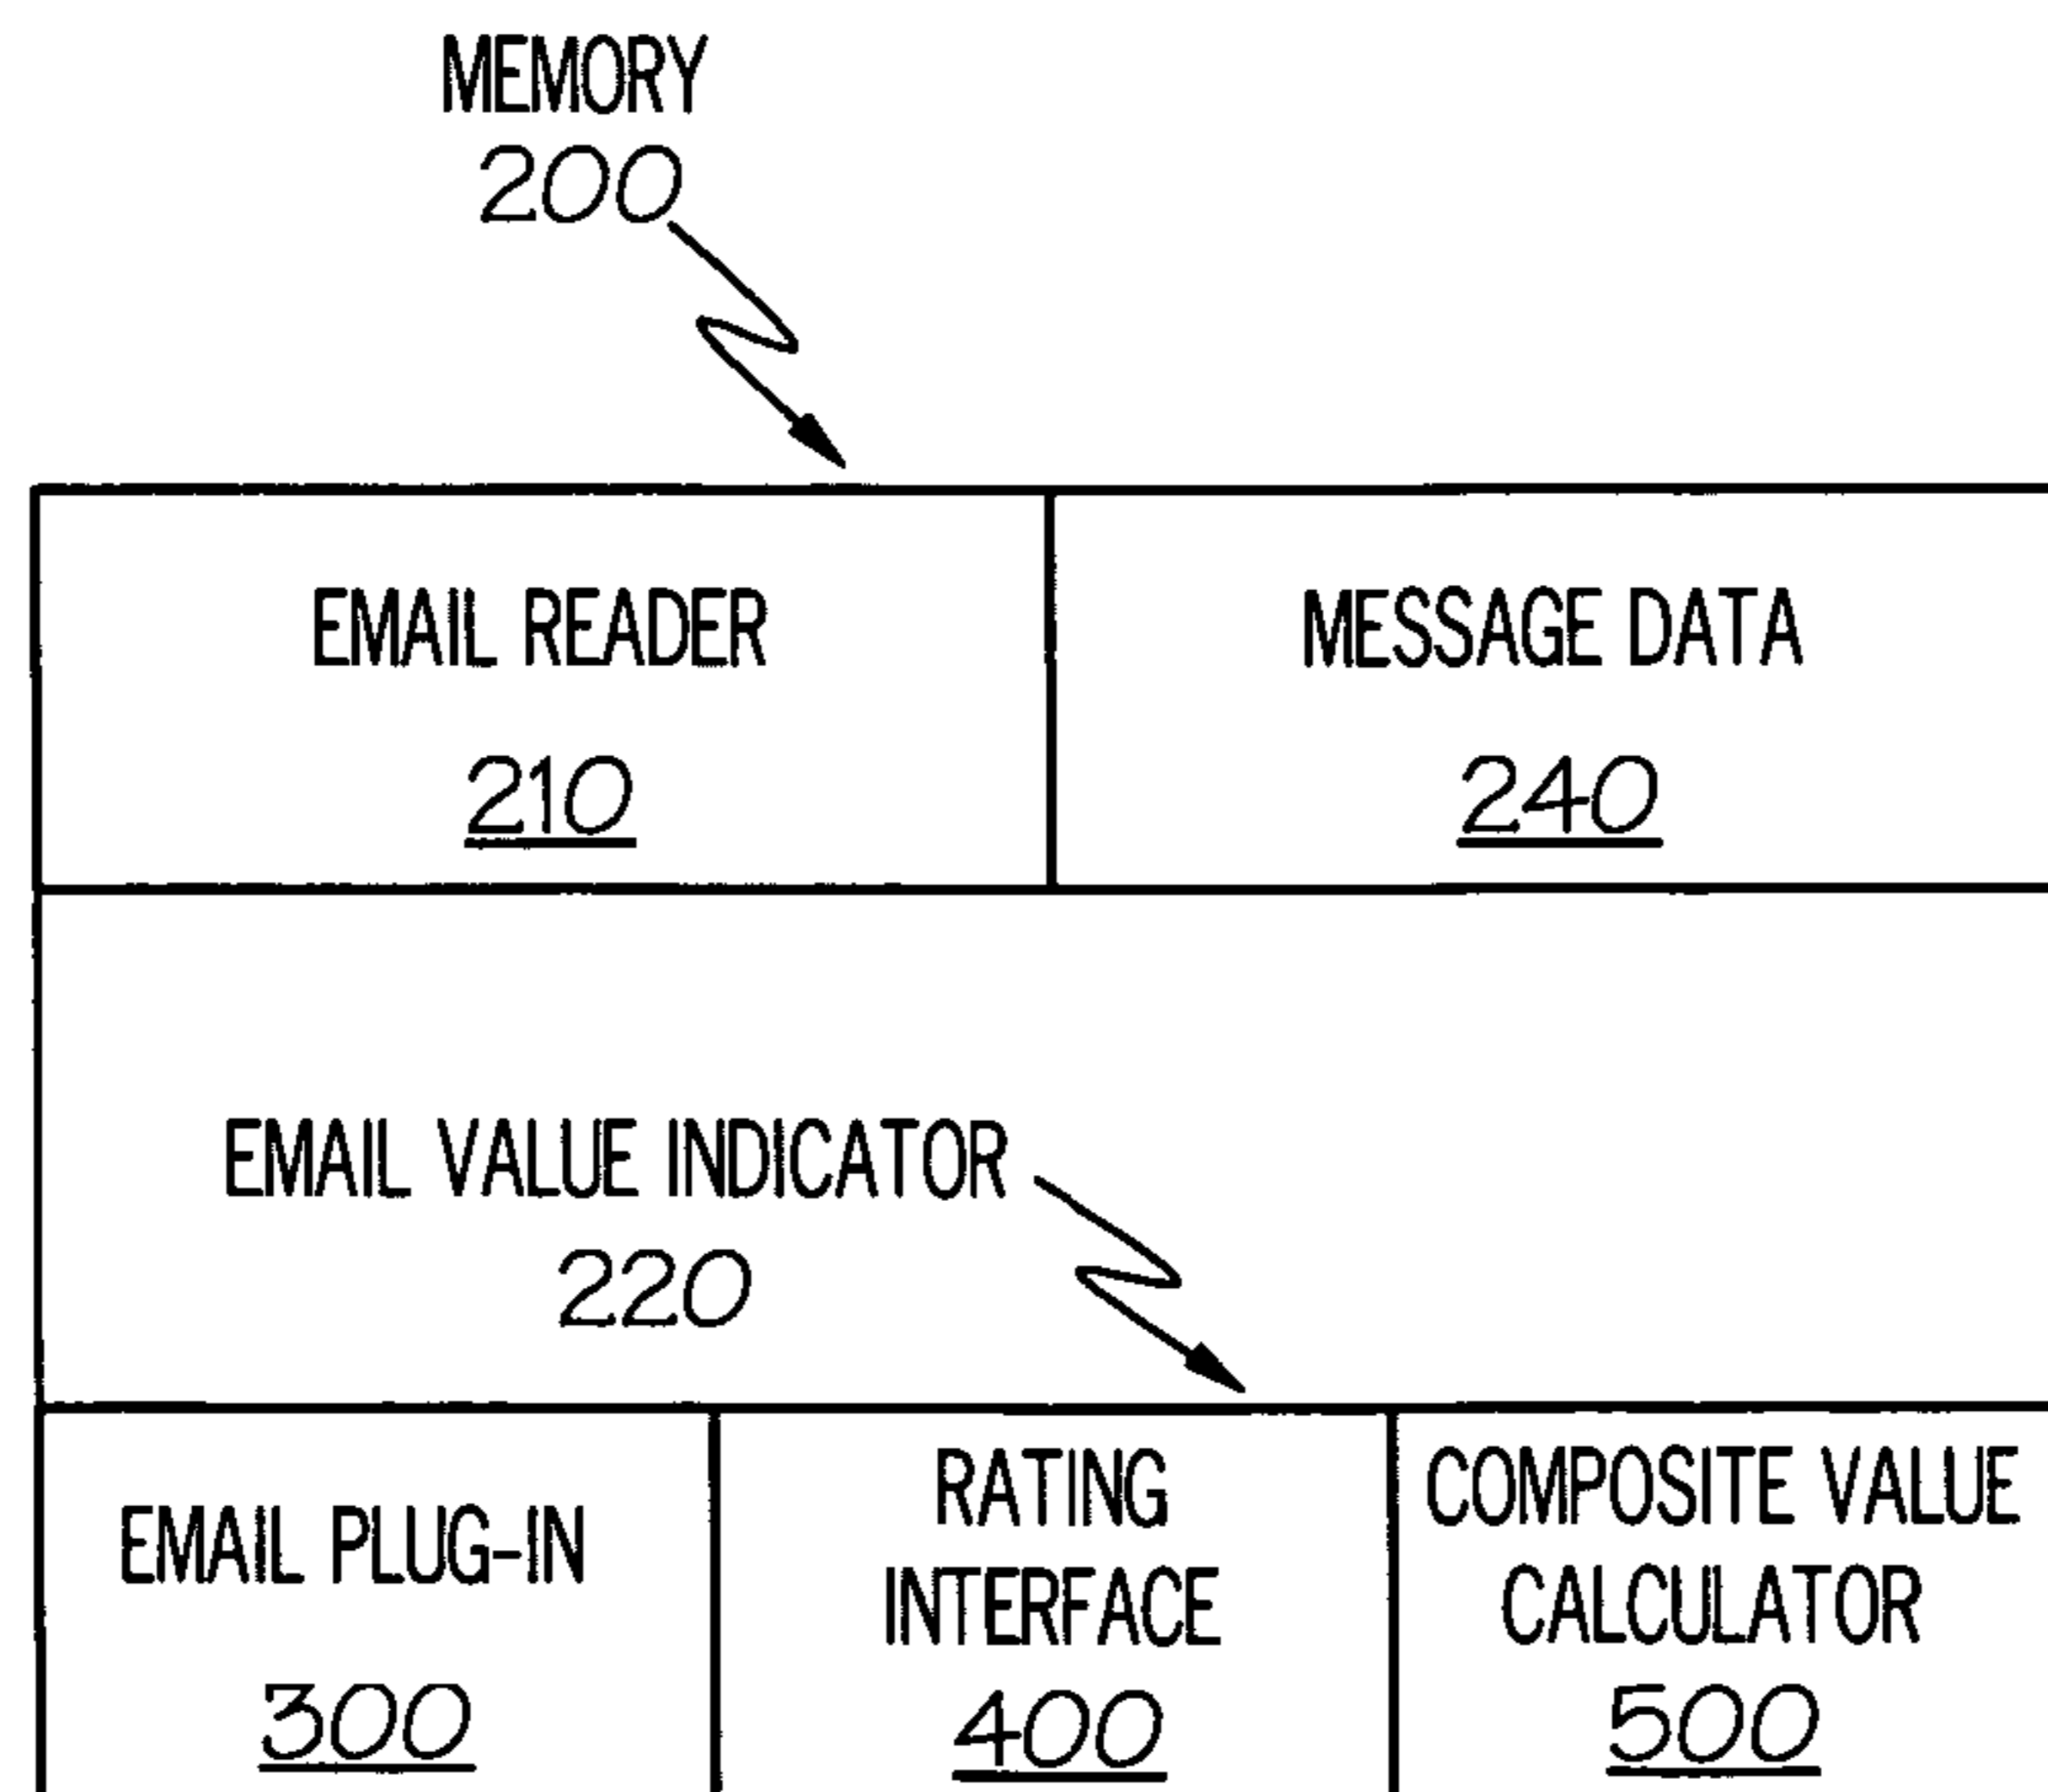 MEMORY
200
EMAIL READER
210
MESSAGE DATA
240
EMAIL VALUE INDICATOR
220
EMAIL PLUG-IN
300
RATING
INTERFACE
400
COMPOSITE VALUE
CALCULATOR
500